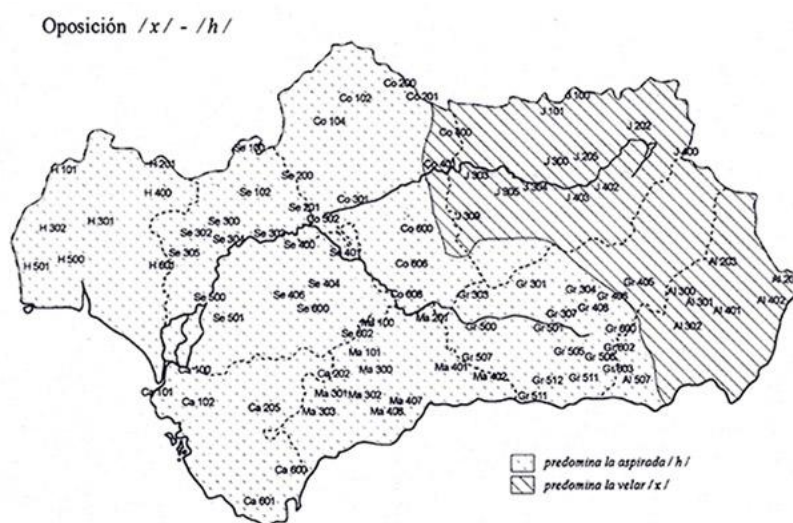 Oposición /x/ - /h/
Co 200
Co 102
Co 201
J 100
J 101
Co 104
J 202
Co 400
Se 100
J 400
H 201
H 101
J 205
J 300
Co 401
Se 200
J 303
H 400
Se 102
J 304
J 402
J 305
J 403
Co 301
Se 201
J 309
Co 502
H 301
Se 300
H 302
Co 600
Se 302
Se 304
Se 400
Se 401
Se 305
H 500
H 501
H 603
Co 606
Al 203
Se 404
Gr 301
Gr 405
Gr 304
Al 300
Se 406
Co 608
Gr 303
Gr 406
Se 500
Al 301
Al 402
Se 600
Gr 408
Al 401
Gr 307
Se 501
Ma 201
Ma 100
Gr 500
Gr 501
Gr 600
Al 302
Se 602
Gr 602
Ma 101
Gr 505
Gr 507
Gr 506
Ma 401
Ca 100
Ma 300
Gr 603
Ca 202
Ma 402
Gr 512
Gr 511
Al 507
Ca 101
Ma 301
Ma 302
Gr 511
Ca 102
Ma 407
Ca 205
Ma 303
Ma 406
predomina la aspirada / h /
Ca 600
predomina la velar / x /
Ca 601